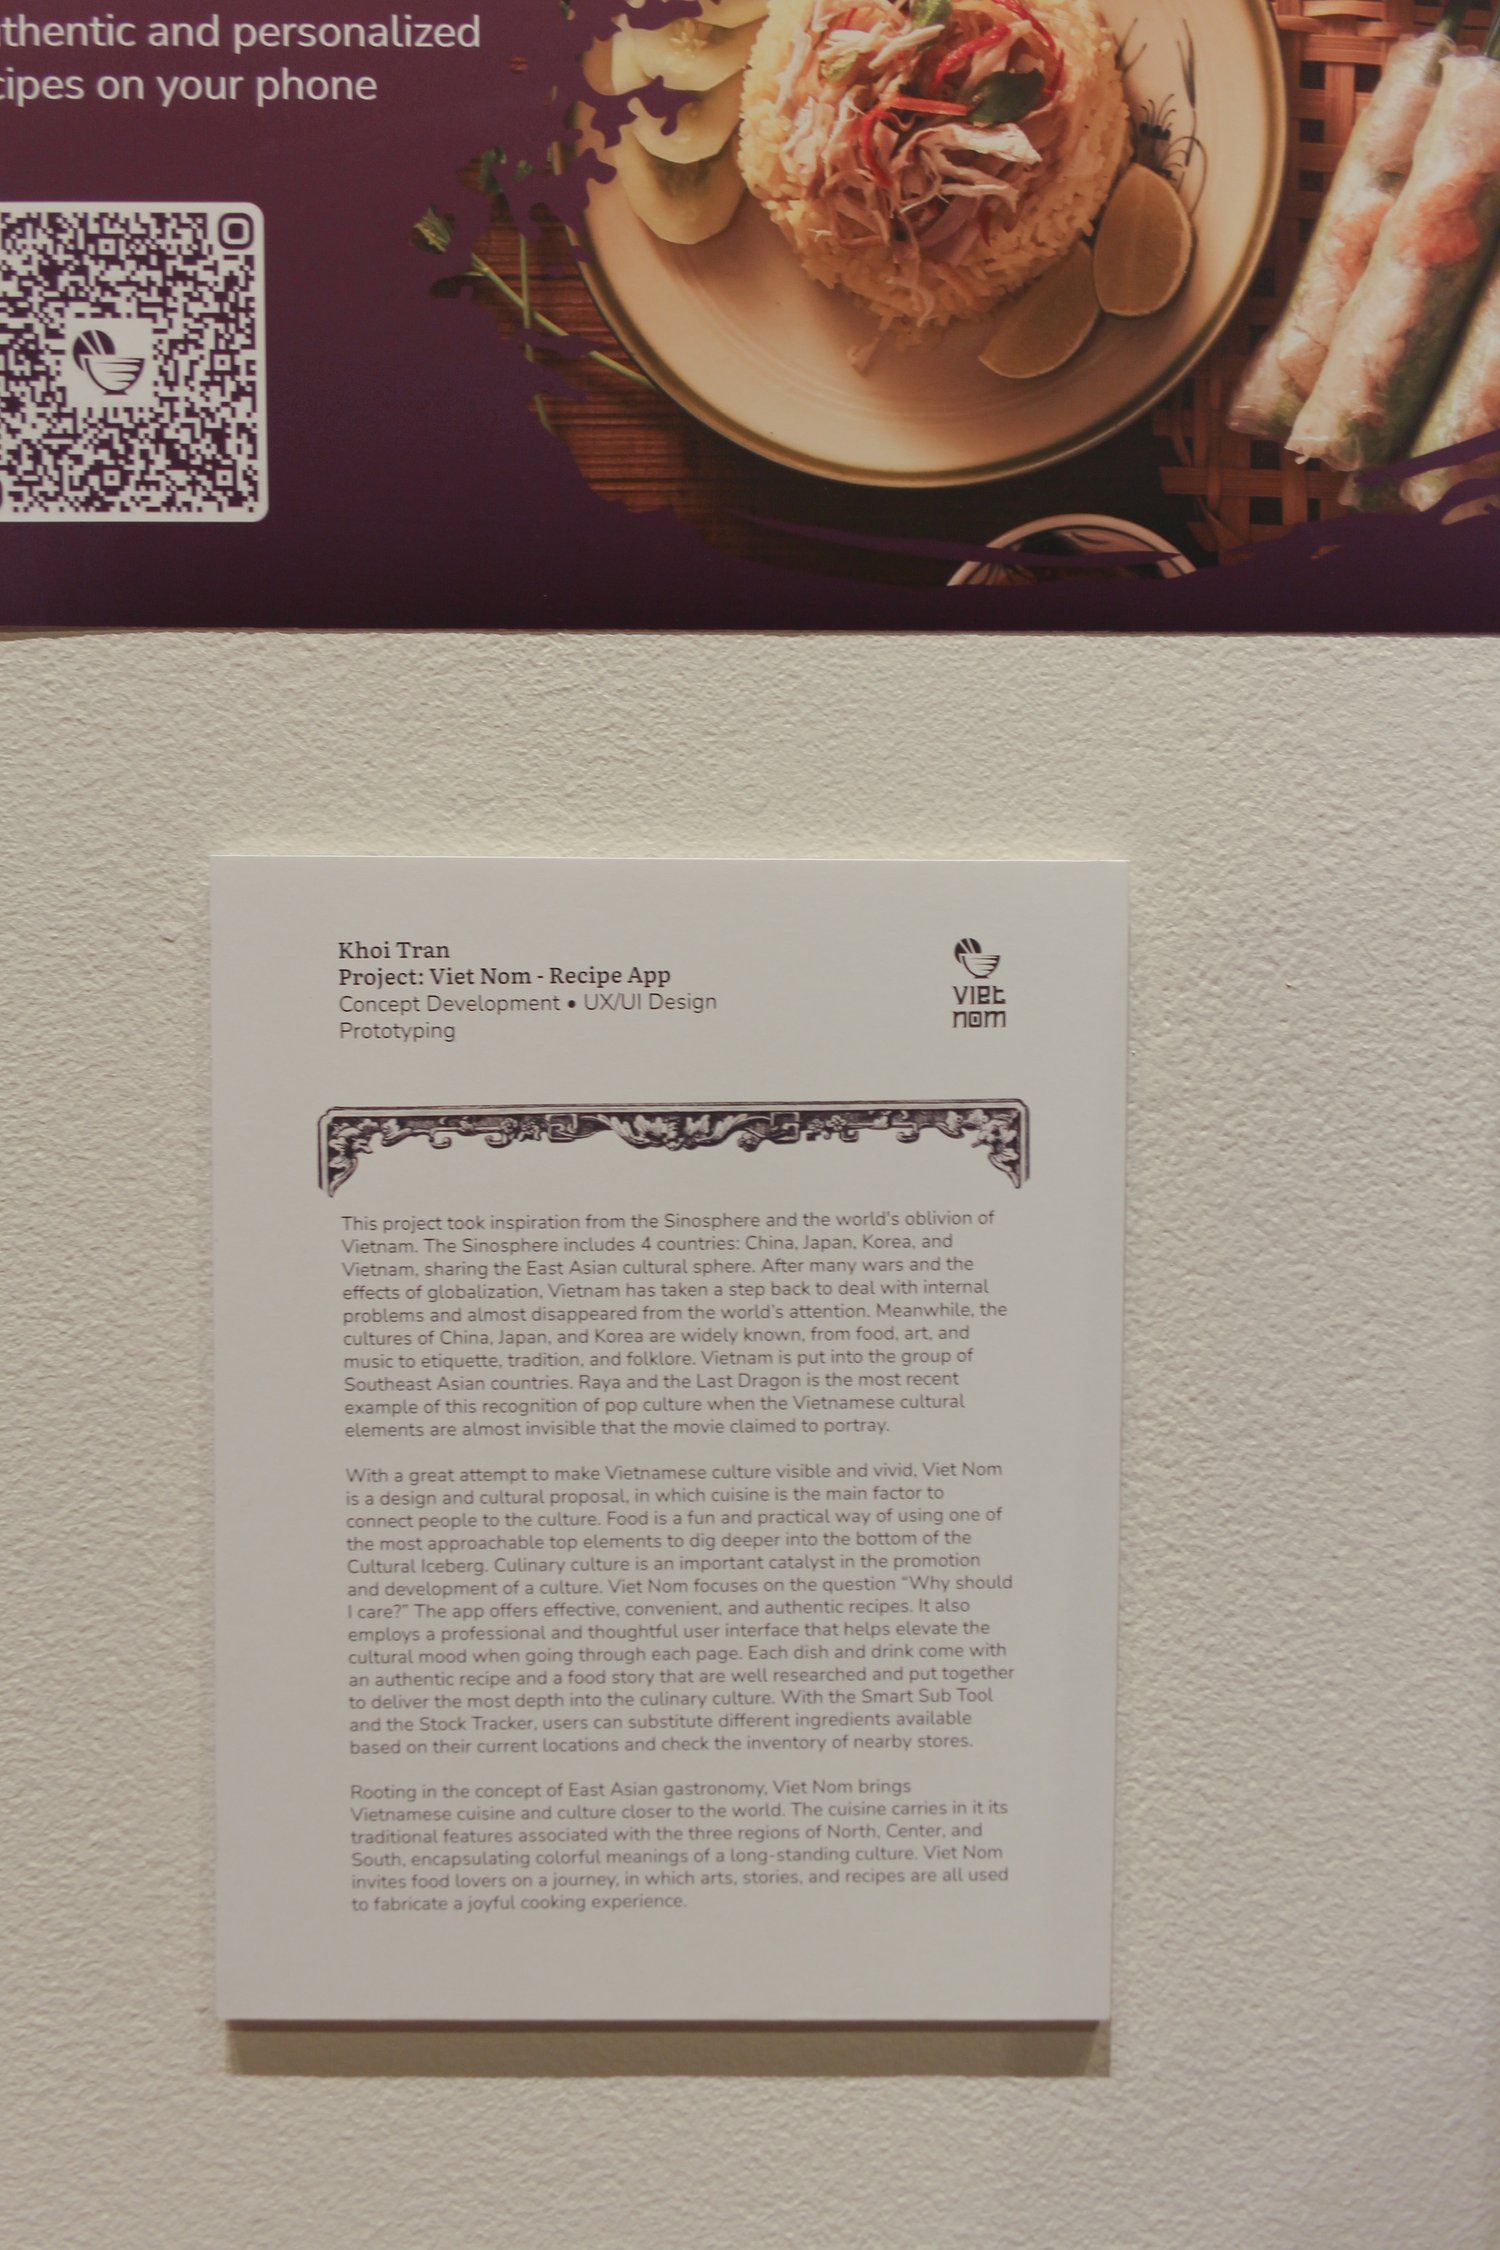 and personalized
on your phone
Khoi Tran
Project: Viet Nom - Recipe App
Concept Development • UX/UI Design
Prototyping
VIET
nom
This project took inspiration from the Sinosphere and the world's oblivion of
Vietnam. The Sinosphere includes 4 countries: China, Japan, Korea, and
Vietnam, sharing the East Asian cultural sphere. After many wars and the
effects of globalization, Vietnam has taken a step back to deal with internal
problems and almost disappeared from the world's attention. Meanwhile, the
cultures of China, Japan, and Korea are widely known, from food, art, and
music to etiquette, tradition, and folklore. Vietnam is put into the group of
Southeast Asian countries. Raya and the Last Dragon is the most recent
example of this recognition of pop culture when the Vietnamese cultural
elements are almost invisible that the movie claimed to portray.
With a great attempt to make Vietnamese culture visible and vivid, Viet Nom
is a design and cultural proposal, in which cuisine is the main factor to
connect people to the culture. Food is a fun and practical way of using one of
the most approachable top elements to dig deeper into the bottom of the
Cultural Iceberg. Culinary culture is an important catalyst in the promotion
and development of a culture. Viet Nom focuses on the question “Why should
I care?” The app offers effective, convenient, and authentic recipes. It also
employs a professional and thoughtful user interface that helps elevate the
cultural mood when going through each page. Each dish and drink come with
an authentic recipe and a food story that are well researched and put together
to deliver the most depth into the culinary culture. With the Smart Sub Tool
and the Stock Tracker, users can substitute different ingredients available
based on their current locations and check the inventory of nearby stores.
Rooting in the concept of East Asian gastronomy, Viet Nom brings
Vietnamese cuisine and culture closer to the world. The cuisine carries in it its
traditional features associated with the three regions of North, Center, and
South, encapsulating colorful meanings of a long-standing culture. Viet Nom
invites food lovers on a journey, in which arts, stories, and recipes are all used
to fabricate a joyful cooking experience.